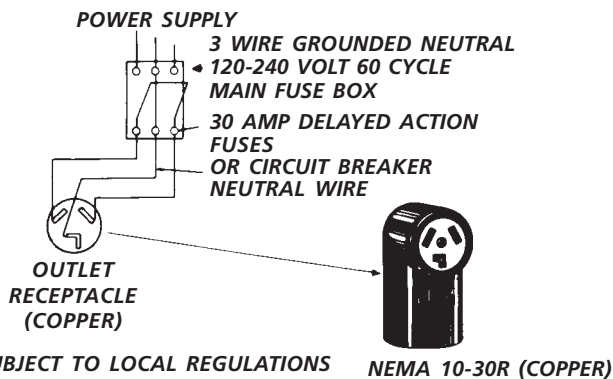 POWER SUPPLY
3 WIRE GROUNDED NEUTRAL
120-240 VOLT 60 CYCLE
MAIN FUSE BOX
30 AMP DELAYED ACTION
FUSES
OR CIRCUIT BREAKER
NEUTRAL WIRE
OUTLET
RECEPTACLE
(COPPER)
TO LOCAL REGULATIONS
NEMA 10-30R (COPPER)